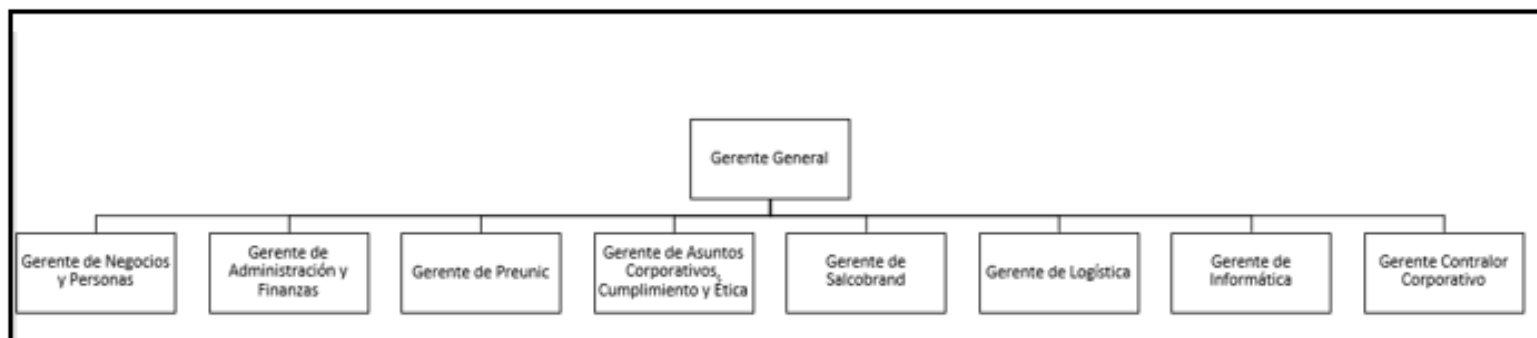 Gerente General
Gerente de Negocios
y Personas
Gerente de
Administración y
Finanzas
Gerente de Preunic
Gerente de Asuntos
Corporativos,
Cumplimiento y Ética
Gerente de
Salcobrand
Gerente de Logística
Gerente de
Informática
Gerente Contralor
Corporativo